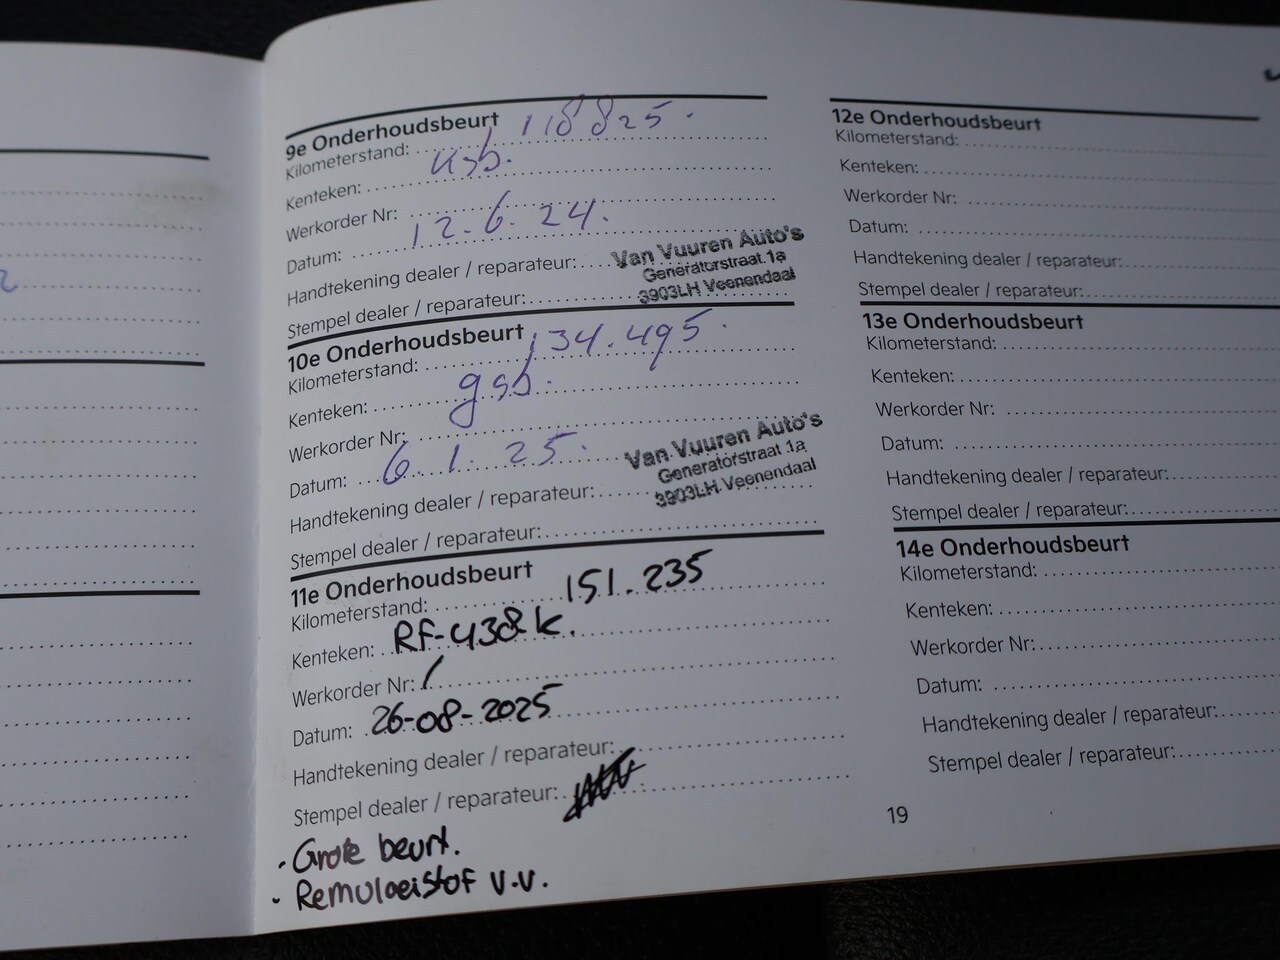 9e Onderhoudsbeurt
Kilometerstand: 118825.
Kenteken:
Werkorder Nr:
Datum: 12.6.24.
Handtekening dealer / reparateur:
Stempel dealer / reparateur:
Van Vuuren Auto's
Generatorstraat 1a
3903LH Veenendaal
10e Onderhoudsbeurt
Kilometerstand: 134.495.
Kenteken: gsb.
Werkorder Nr:
Datum: 6.1.25.
Handtekening dealer / reparateur:
Stempel dealer / reparateur:
Van Vuuren Auto's
Generatorstraat 1a
3903LH Veenendaal
11e Onderhoudsbeurt
Kilometerstand: 151.235
Kenteken: RF-438k.
Werkorder Nr: /
Datum: 26-08-2025
Handtekening dealer / reparateur:
Stempel dealer / reparateur:
· Grote beurt.
· Remvloeistof v.v.
12e Onderhoudsbeurt
Kilometerstand:
Kenteken:
Werkorder Nr:
Datum:
Handtekening dealer / reparateur:
Stempel dealer / reparateur:
13e Onderhoudsbeurt
Kilometerstand:
Kenteken:
Werkorder Nr:
Datum:
Handtekening dealer / reparateur:
Stempel dealer / reparateur:
14e Onderhoudsbeurt
Kilometerstand:
Kenteken:
Werkorder Nr:
Datum:
Handtekening dealer / reparateur:
Stempel dealer / reparateur:
19